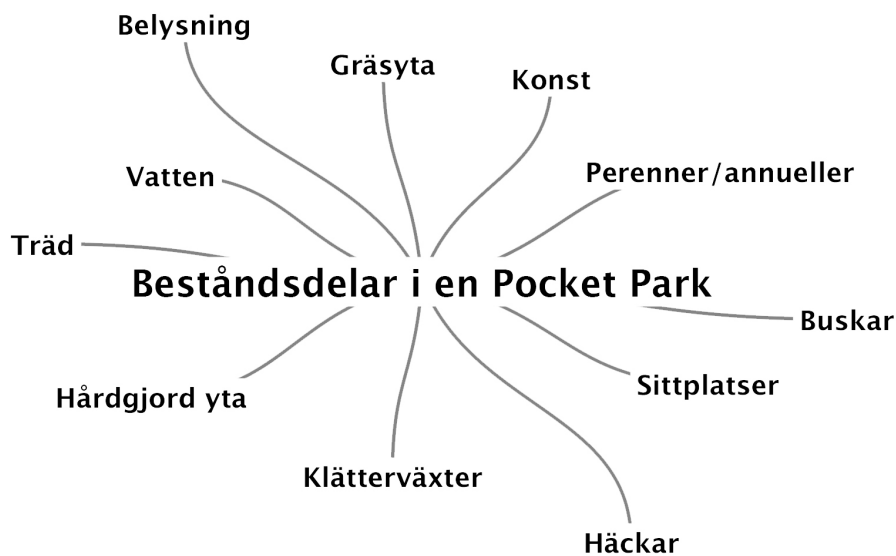 Belysning
Gräsyta
Konst
Perenner/annueller
Vatten
Träd
Beståndsdelar i en Pocket Park
Buskar
Sittplatser
Hårdgjord yta
Klätterväxter
Häckar